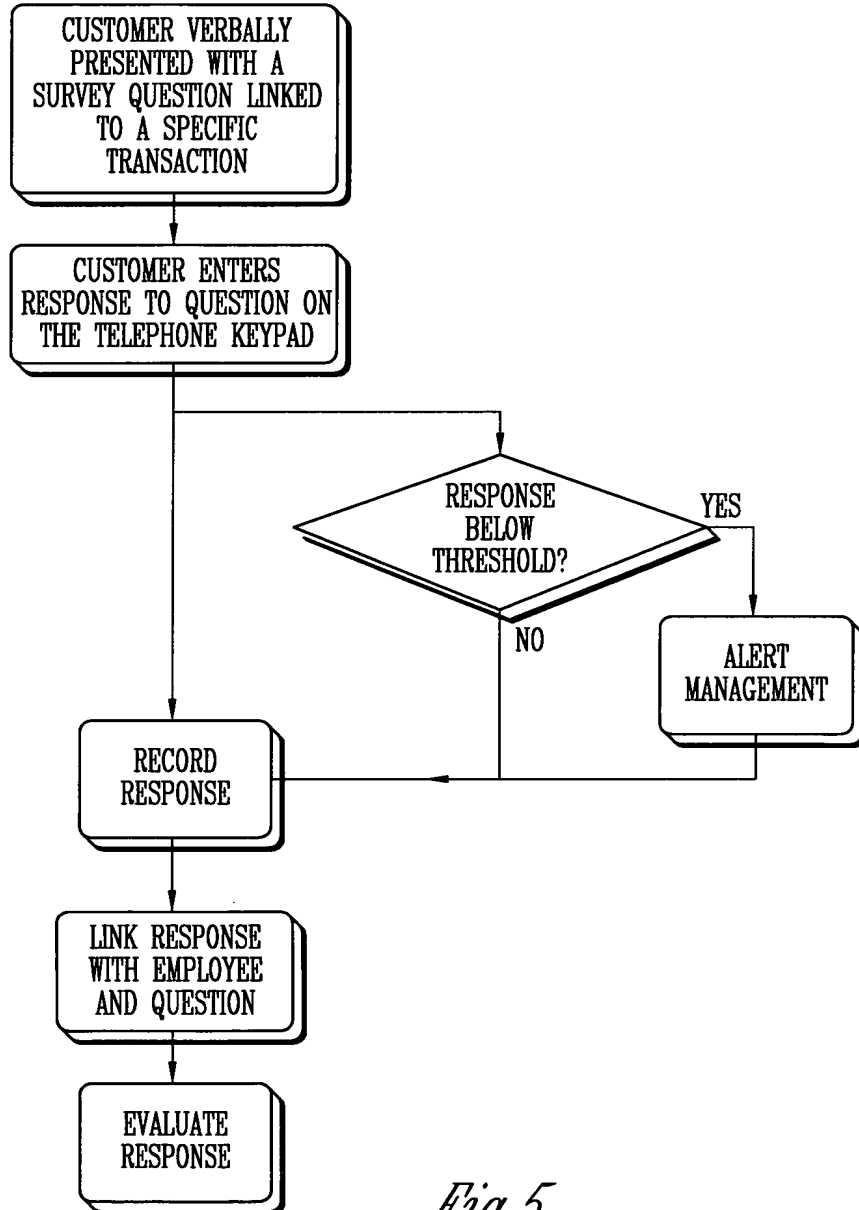 CUSTOMER VERBALLY
PRESENTED WITH A
SURVEY QUESTION LINKED
TO A SPECIFIC
TRANSACTION
CUSTOMER ENTERS
RESPONSE TO QUESTION ON
THE TELEPHONE KEYPAD
RESPONSE
BELOW
THRESHOLD?
YES
NO
ALERT
MANAGEMENT
RECORD
RESPONSE
LINK RESPONSE
WITH EMPLOYEE
AND QUESTION
EVALUATE
RESPONSE
Fig. 5